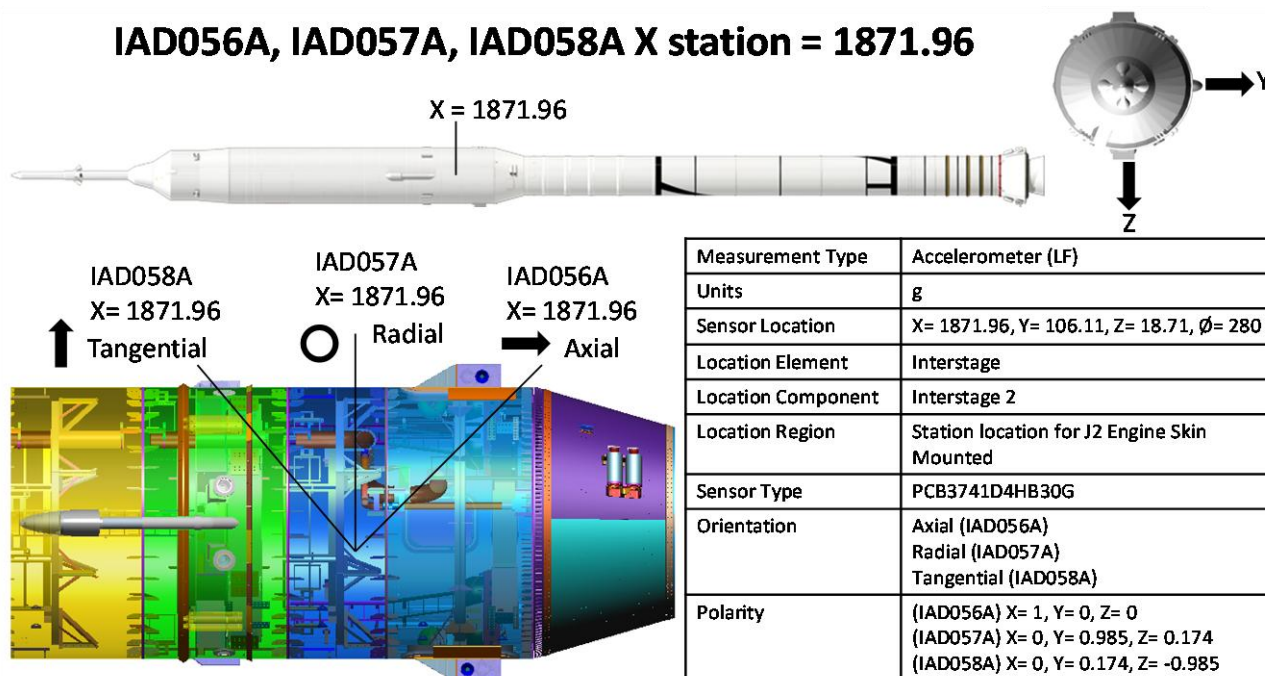 IAD056A, IAD057A, IAD058A X station = 1871.96
X = 1871.96
Y
Z
IAD058A
X= 1871.96
Tangential
IAD057A
X= 1871.96
Radial
IAD056A
X= 1871.96
Axial
Measurement Type Accelerometer (LF)
Units g
Sensor Location X= 1871.96, Y= 106.11, Z= 18.71, Ø= 280
Location Element Interstage
Location Component Interstage 2
Location Region Station location for J2 Engine Skin
Mounted
Sensor Type PCB3741D4HB30G
Orientation Axial (IAD056A)
Radial (IAD057A)
Tangential (IAD058A)
Polarity (IAD056A) X= 1, Y= 0, Z= 0
(IAD057A) X= 0, Y= 0.985, Z= 0.174
(IAD058A) X= 0, Y= 0.174, Z= -0.985